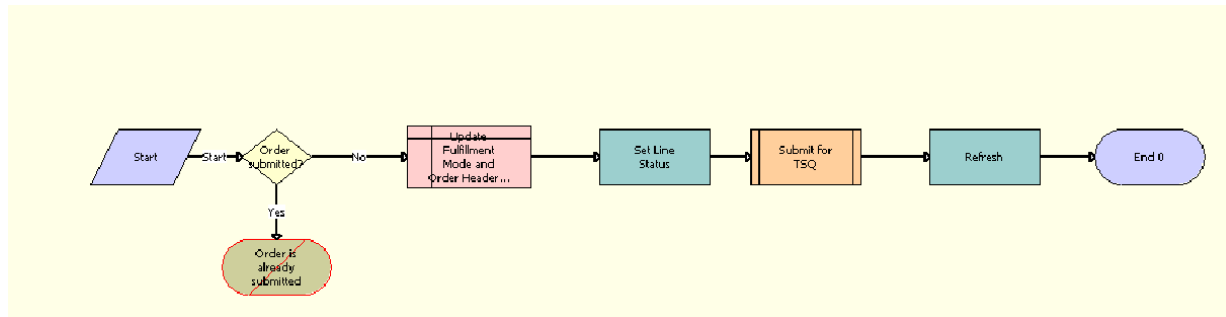 Start
Start
Order
submitted?
No
Update
Fulfillment
Mode and
Order Header...
Set Line
Status
Submit for
TSQ
Refresh
End 0
Yes
Order is
already
submitted